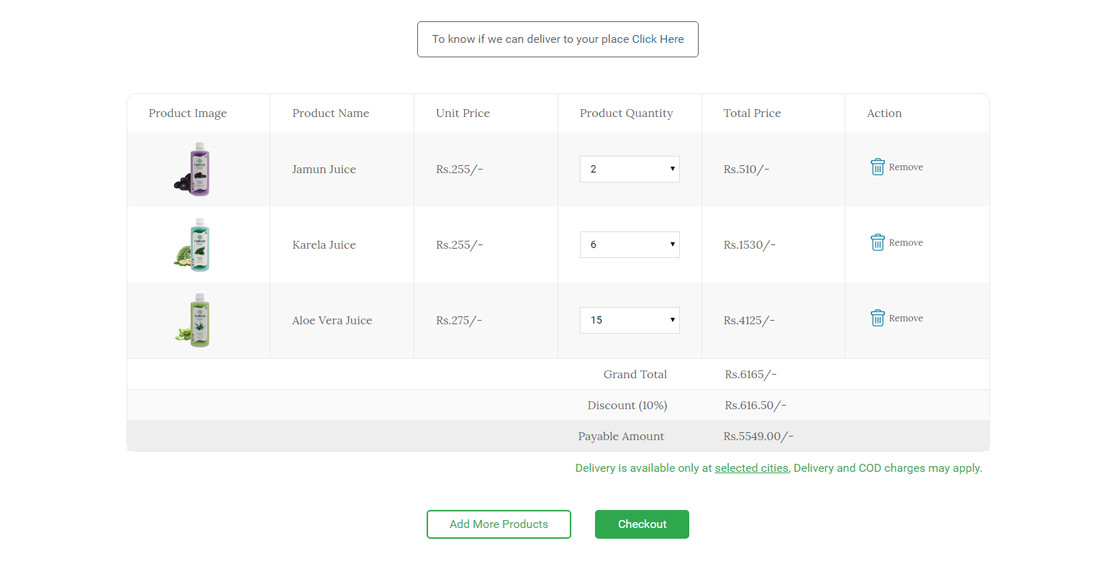 To know if we can deliver to your place Click Here
Product Image Product Name Unit Price Product Quantity Total Price Action
Jamun Juice Rs.255/- 2 Rs.510/- Remove
Karela Juice Rs.255/- 6 Rs.1530/- Remove
Aloe Vera Juice Rs.275/- 15 Rs.4125/- Remove
Grand Total Rs.6165/-
Discount (10%) Rs.616.50/-
Payable Amount Rs.5549.00/-
Delivery is available only at selected cities, Delivery and COD charges may apply.
Add More Products Checkout